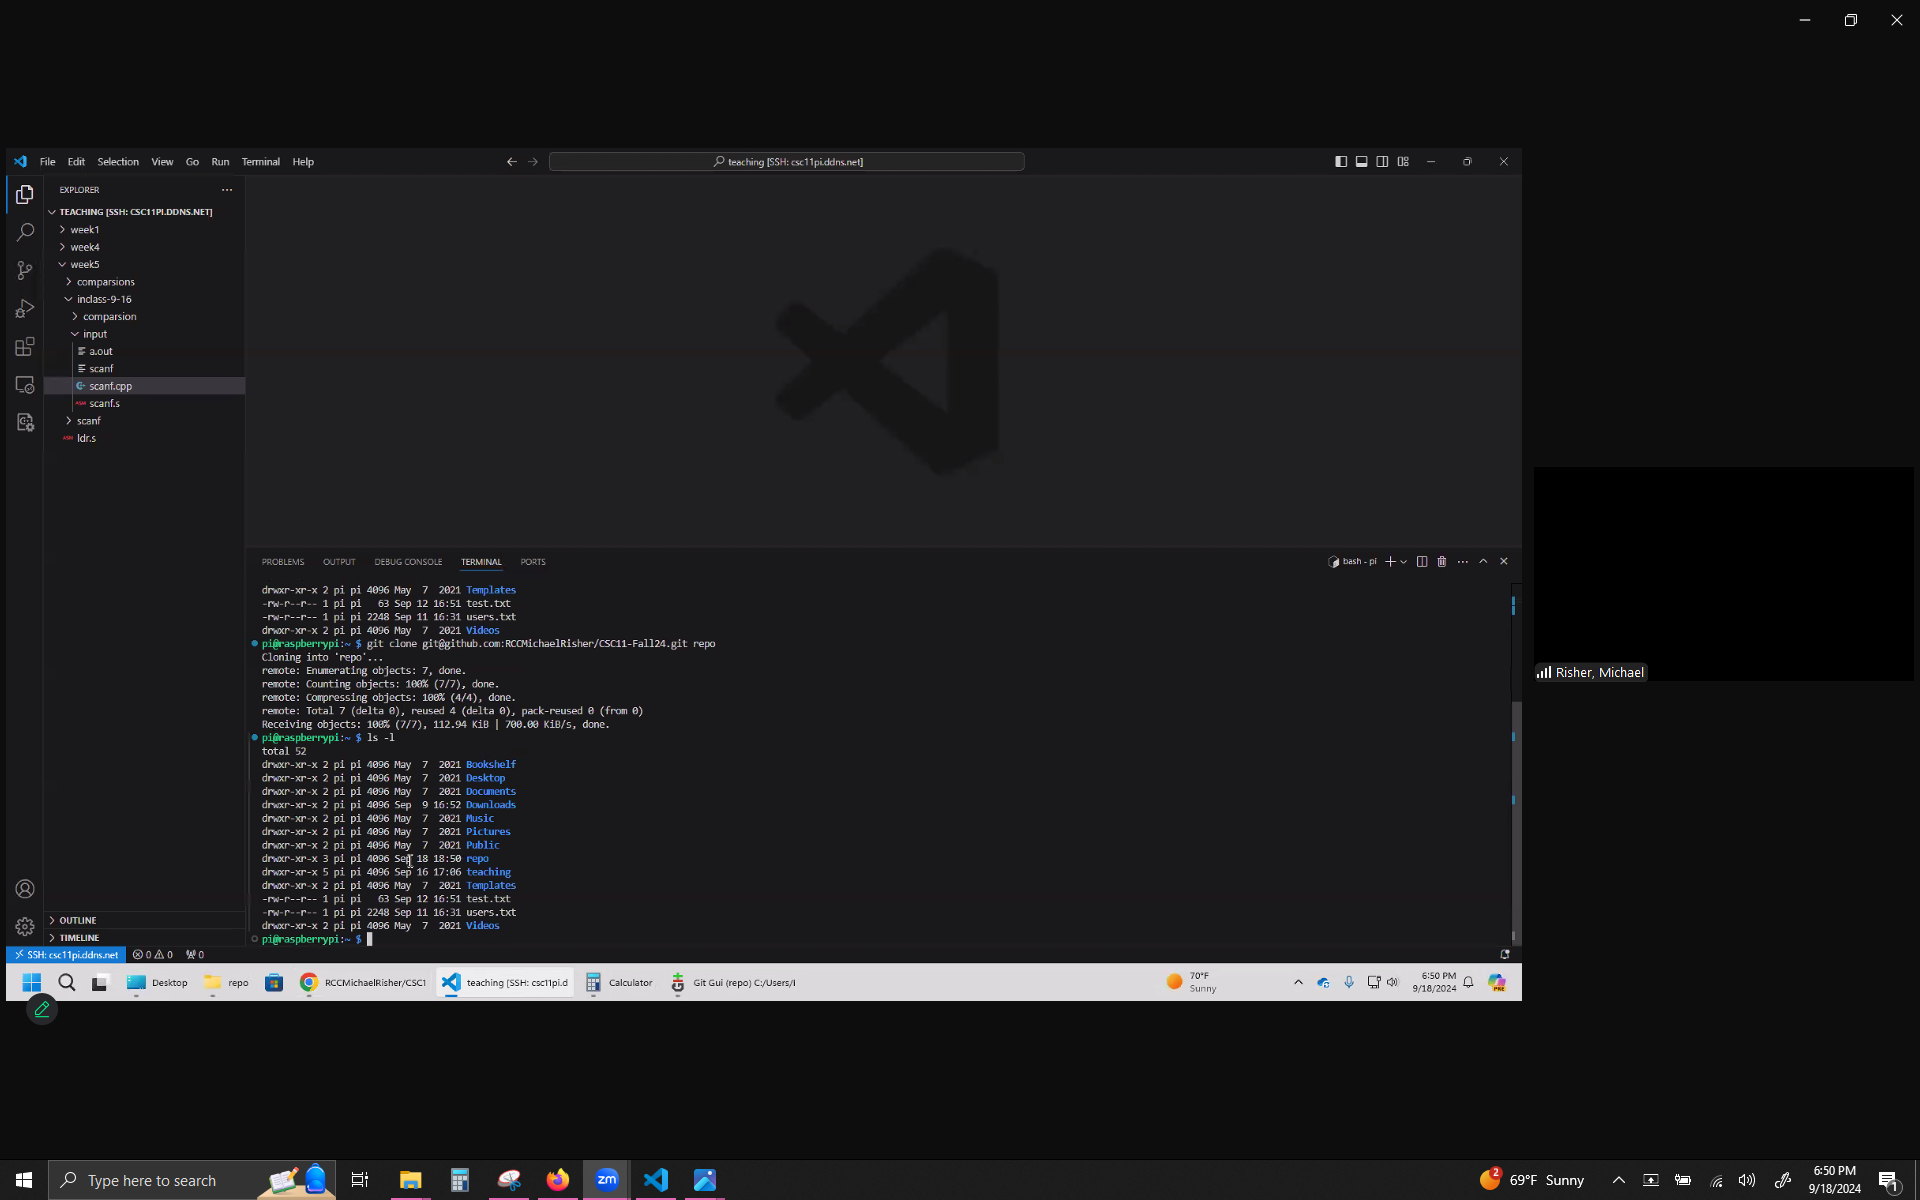 File Edit Selection View Go Run Terminal Help
teaching [SSH: csc11pi.ddns.net]
EXPLORER
TEACHING [SSH: CSC11PI.DDNS.NET]
week1
week4
week5
comparsions
inclass-9-16
comparsion
input
a.out
scanf
scanf.cpp
ASM scanf.s
scanf
ASM ldr.s
OUTLINE
TIMELINE
PROBLEMS OUTPUT DEBUG CONSOLE TERMINAL PORTS
bash - pi
drwxr-xr-x 2 pi pi 4096 May  7  2021 Templates
-rw-r--r-- 1 pi pi   63 Sep 12 16:51 test.txt
-rw-r--r-- 1 pi pi 2248 Sep 11 16:31 users.txt
drwxr-xr-x 2 pi pi 4096 May  7  2021 Videos
pi@raspberrypi:~ $ git clone git@github.com:RCCMichaelRisher/CSC11-Fall24.git repo
Cloning into 'repo'...
remote: Enumerating objects: 7, done.
remote: Counting objects: 100% (7/7), done.
remote: Compressing objects: 100% (4/4), done.
remote: Total 7 (delta 0), reused 4 (delta 0), pack-reused 0 (from 0)
Receiving objects: 100% (7/7), 112.94 KiB | 700.00 KiB/s, done.
pi@raspberrypi:~ $ ls -l
total 52
drwxr-xr-x 2 pi pi 4096 May  7  2021 Bookshelf
drwxr-xr-x 2 pi pi 4096 May  7  2021 Desktop
drwxr-xr-x 2 pi pi 4096 May  7  2021 Documents
drwxr-xr-x 2 pi pi 4096 Sep  9 16:52 Downloads
drwxr-xr-x 2 pi pi 4096 May  7  2021 Music
drwxr-xr-x 2 pi pi 4096 May  7  2021 Pictures
drwxr-xr-x 2 pi pi 4096 May  7  2021 Public
drwxr-xr-x 3 pi pi 4096 Sep 18 18:50 repo
drwxr-xr-x 5 pi pi 4096 Sep 16 17:06 teaching
drwxr-xr-x 2 pi pi 4096 May  7  2021 Templates
-rw-r--r-- 1 pi pi   63 Sep 12 16:51 test.txt
-rw-r--r-- 1 pi pi 2248 Sep 11 16:31 users.txt
drwxr-xr-x 2 pi pi 4096 May  7  2021 Videos
pi@raspberrypi:~ $
SSH: csc11pi.ddns.net 0 0 0
Desktop repo RCCMichaelRisher/CSC1 teaching [SSH: csc11pi.d Calculator Git Gui (repo) C:/Users/I
70°F
Sunny
6:50 PM
9/18/2024
PRE
Risher, Michael
Type here to search
zm
2
69°F Sunny
6:50 PM
9/18/2024
1